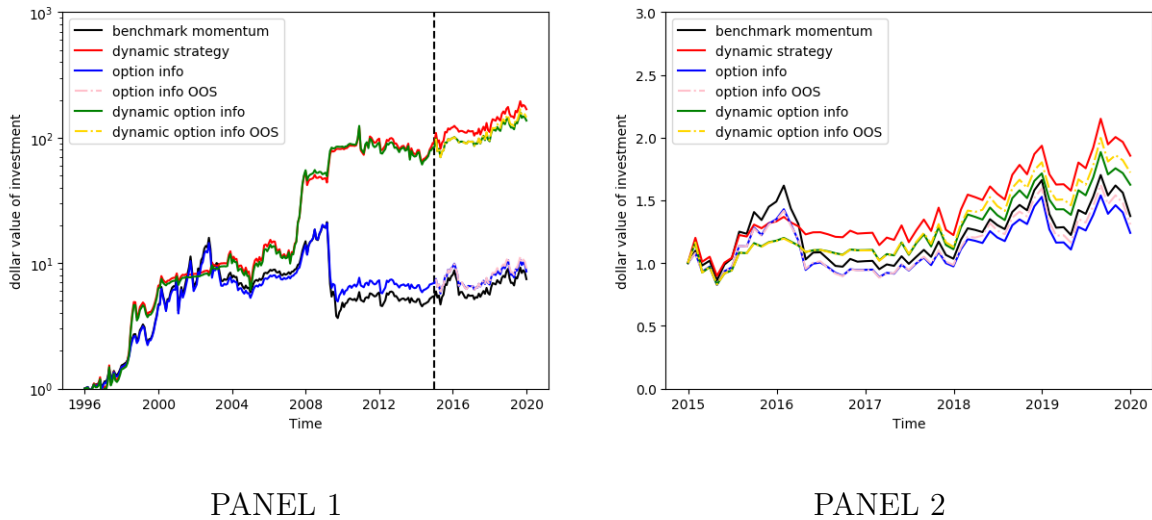 10³
10²
10¹
10⁰
dollar value of investment
benchmark momentum
dynamic strategy
option info
option info OOS
dynamic option info
dynamic option info OOS
1996 2000 2004 2008 2012 2016 2020
Time
PANEL 1
3.0
2.5
2.0
1.5
1.0
0.5
0.0
dollar value of investment
benchmark momentum
dynamic strategy
option info
option info OOS
dynamic option info
dynamic option info OOS
2015 2016 2017 2018 2019 2020
Time
PANEL 2